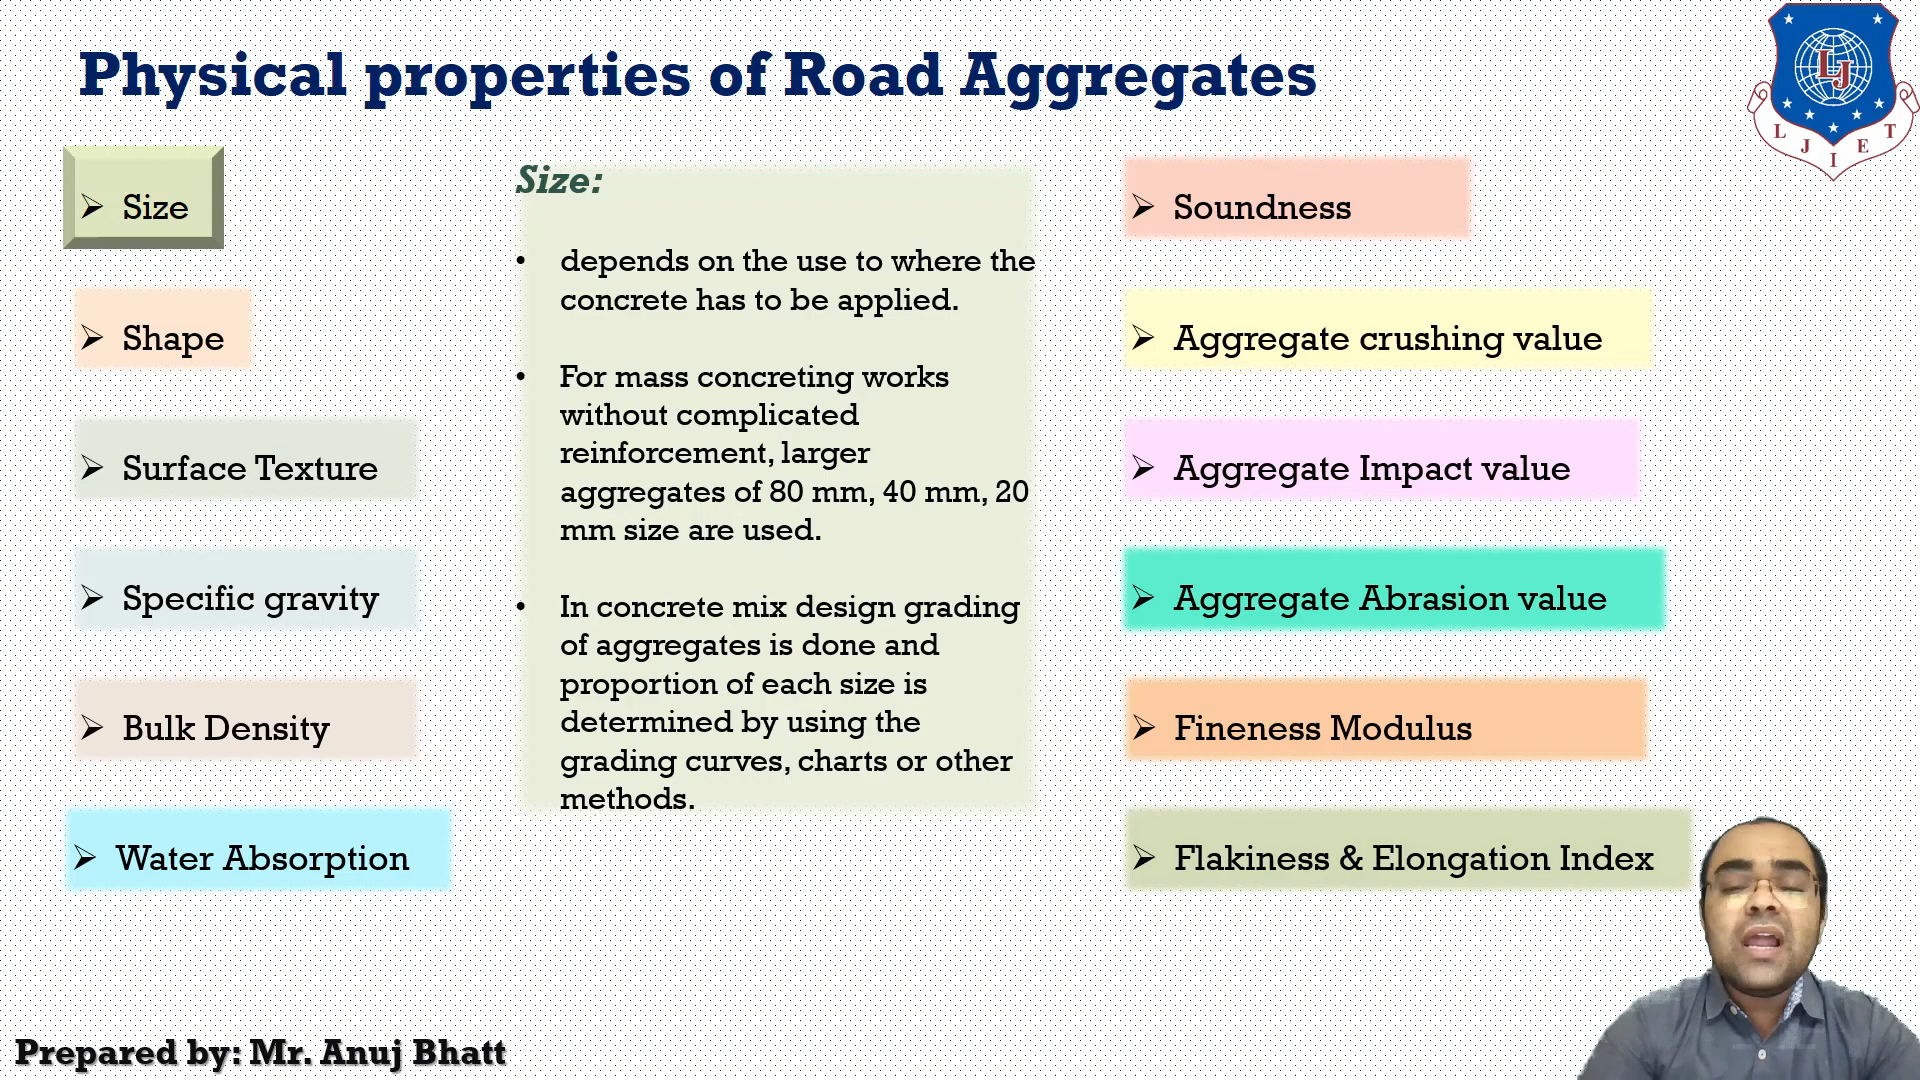 Physical properties of Road Aggregates
LJ
L J I E T
➢ Size
➢ Shape
➢ Surface Texture
➢ Specific gravity
➢ Bulk Density
➢ Water Absorption
Size:
• depends on the use to where the
concrete has to be applied.
• For mass concreting works
without complicated
reinforcement, larger
aggregates of 80 mm, 40 mm, 20
mm size are used.
• In concrete mix design grading
of aggregates is done and
proportion of each size is
determined by using the
grading curves, charts or other
methods.
➢ Soundness
➢ Aggregate crushing value
➢ Aggregate Impact value
➢ Aggregate Abrasion value
➢ Fineness Modulus
➢ Flakiness & Elongation Index
Prepared by: Mr. Anuj Bhatt